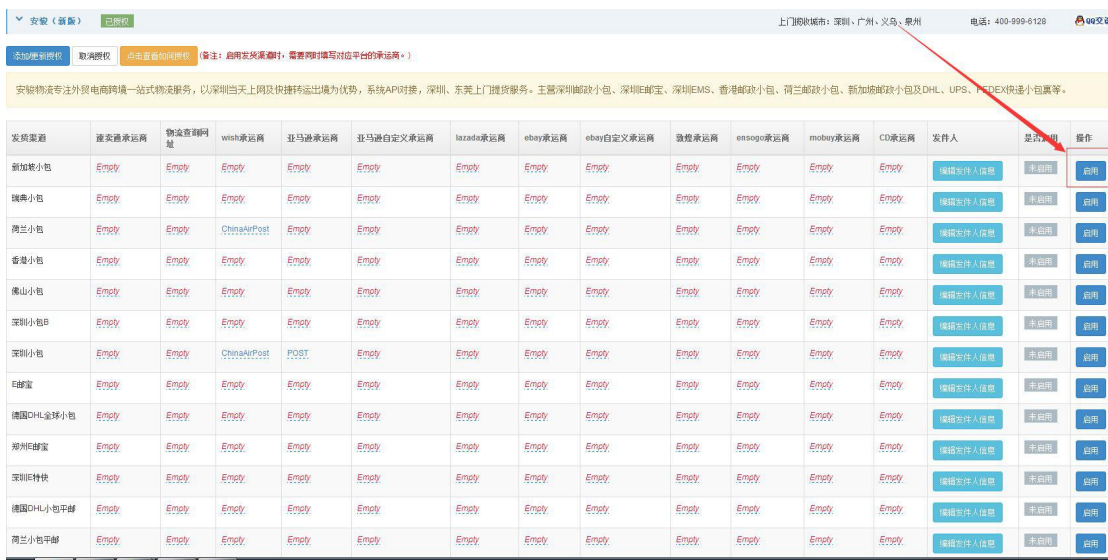 安骏（新版） 已授权 上门揽收城市：深圳、广州、义乌、泉州 电话：400-999-6128
添加/更新授权 取消授权 点击查看如何授权 (备注：启用发货渠道时，需要同时填写对应平台的承运商。)
安骏物流专注外贸电商跨境一站式物流服务，以深圳当天上网及快捷转运出境为优势，系统API对接，深圳、东莞上门提货服务。主营深圳邮政小包、深圳E邮宝、深圳EMS、香港邮政小包、荷兰邮政小包、新加坡邮政小包及DHL、UPS、FEDEX快递小包裹等。
发货渠道 速卖通承运商 物流查询网址 wish承运商 亚马逊承运商 亚马逊自定义承运商 lazada承运商 ebay承运商 ebay自定义承运商 敦煌承运商 ensogo承运商 mobuy承运商 CD承运商 发件人 是否启用 操作
新加坡小包 Empty Empty Empty Empty Empty Empty Empty Empty Empty Empty Empty Empty 编辑发件人信息 未启用 启用
瑞典小包 Empty Empty Empty Empty Empty Empty Empty Empty Empty Empty Empty Empty 编辑发件人信息 未启用 启用
荷兰小包 Empty Empty ChinaAirPost Empty Empty Empty Empty Empty Empty Empty Empty Empty 编辑发件人信息 未启用 启用
香港小包 Empty Empty Empty Empty Empty Empty Empty Empty Empty Empty Empty Empty 编辑发件人信息 未启用 启用
佛山小包 Empty Empty Empty Empty Empty Empty Empty Empty Empty Empty Empty Empty 编辑发件人信息 未启用 启用
深圳小包B Empty Empty Empty Empty Empty Empty Empty Empty Empty Empty Empty Empty 编辑发件人信息 未启用 启用
深圳小包 Empty Empty ChinaAirPost POST Empty Empty Empty Empty Empty Empty Empty Empty 编辑发件人信息 未启用 启用
E邮宝 Empty Empty Empty Empty Empty Empty Empty Empty Empty Empty Empty Empty 编辑发件人信息 未启用 启用
德国DHL全球小包 Empty Empty Empty Empty Empty Empty Empty Empty Empty Empty Empty Empty 编辑发件人信息 未启用 启用
郑州E邮宝 Empty Empty Empty Empty Empty Empty Empty Empty Empty Empty Empty Empty 编辑发件人信息 未启用 启用
深圳E特快 Empty Empty Empty Empty Empty Empty Empty Empty Empty Empty Empty Empty 编辑发件人信息 未启用 启用
德国DHL小包平邮 Empty Empty Empty Empty Empty Empty Empty Empty Empty Empty Empty Empty 编辑发件人信息 未启用 启用
荷兰小包平邮 Empty Empty Empty Empty Empty Empty Empty Empty Empty Empty Empty Empty 编辑发件人信息 未启用 启用